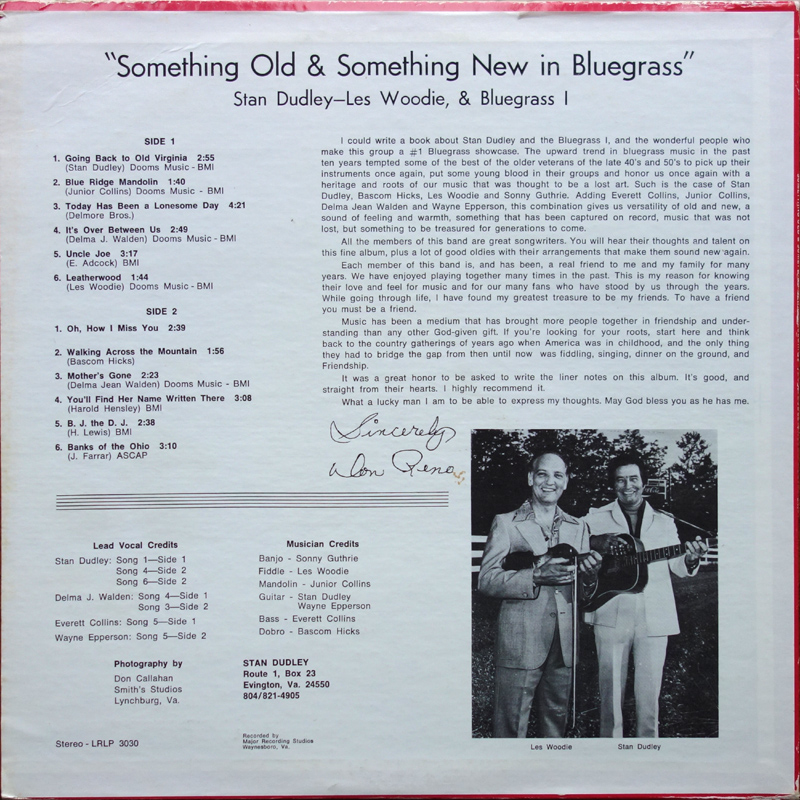 "Something Old & Something New in Bluegrass"
Stan Dudley—Les Woodie, & Bluegrass I
SIDE 1
1. Going Back to Old Virginia 2:55
(Stan Dudley) Dooms Music - BMI
2. Blue Ridge Mandolin 1:40
(Junior Collins) Dooms Music - BMI
3. Today Has Been a Lonesome Day 4:21
(Delmore Bros.)
4. It's Over Between Us 2:49
(Delma J. Walden) Dooms Music - BMI
5. Uncle Joe 3:17
(E. Adcock) BMI
6. Leatherwood 1:44
(Les Woodie) Dooms Music - BMI
SIDE 2
1. Oh, How I Miss You 2:39
2. Walking Across the Mountain 1:56
(Bascom Hicks)
3. Mother's Gone 2:23
(Delma Jean Walden) Dooms Music - BMI
4. You'll Find Her Name Written There 3:08
(Harold Hensley) BMI
5. B. J. the D. J. 2:38
(H. Lewis) BMI
6. Banks of the Ohio 3:10
(J. Farrar) ASCAP
I could write a book about Stan Dudley and the Bluegrass I, and the wonderful people who
make this group a #1 Bluegrass showcase. The upward trend in bluegrass music in the past
ten years tempted some of the best of the older veterans of the late 40's and 50's to pick up their
instruments once again, put some young blood in their groups and honor us once again with a
heritage and roots of our music that was thought to be a lost art. Such is the case of Stan
Dudley, Bascom Hicks, Les Woodie and Sonny Guthrie. Adding Everett Collins, Junior Collins,
Delma Jean Walden and Wayne Epperson, this combination gives us versatility of old and new, a
sound of feeling and warmth, something that has been captured on record, music that was not
lost, but something to be treasured for generations to come.
All the members of this band are great songwriters. You will hear their thoughts and talent on
this fine album, plus a lot of good oldies with their arrangements that make them sound new again.
Each member of this band is, and has been, a real friend to me and my family for many
years. We have enjoyed playing together many times in the past. This is my reason for knowing
their love and feel for music and for our many fans who have stood by us through the years.
While going through life, I have found my greatest treasure to be my friends. To have a friend
you must be a friend.
Music has been a medium that has brought more people together in friendship and under-
standing than any other God-given gift. If you're looking for your roots, start here and think
back to the country gatherings of years ago when America was in childhood, and the only thing
they had to bridge the gap from then until now was fiddling, singing, dinner on the ground, and
Friendship.
It was a great honor to be asked to write the liner notes on this album. It's good, and
straight from their hearts. I highly recommend it.
What a lucky man I am to be able to express my thoughts. May God bless you as he has me.
Sincerely
Don Reno
Lead Vocal Credits
Stan Dudley: Song 1—Side 1
Song 4—Side 2
Song 6—Side 2
Delma J. Walden: Song 4—Side 1
Song 3—Side 2
Everett Collins: Song 5—Side 1
Wayne Epperson: Song 5—Side 2
Musician Credits
Banjo - Sonny Guthrie
Fiddle - Les Woodie
Mandolin - Junior Collins
Guitar - Stan Dudley
Wayne Epperson
Bass - Everett Collins
Dobro - Bascom Hicks
Photography by
Don Callahan
Smith's Studios
Lynchburg, Va.
STAN DUDLEY
Route 1, Box 23
Evington, Va. 24550
804/821-4905
Stereo - LRLP 3030
Recorded by
Major Recording Studios
Waynesboro, Va.
Les Woodie
Stan Dudley